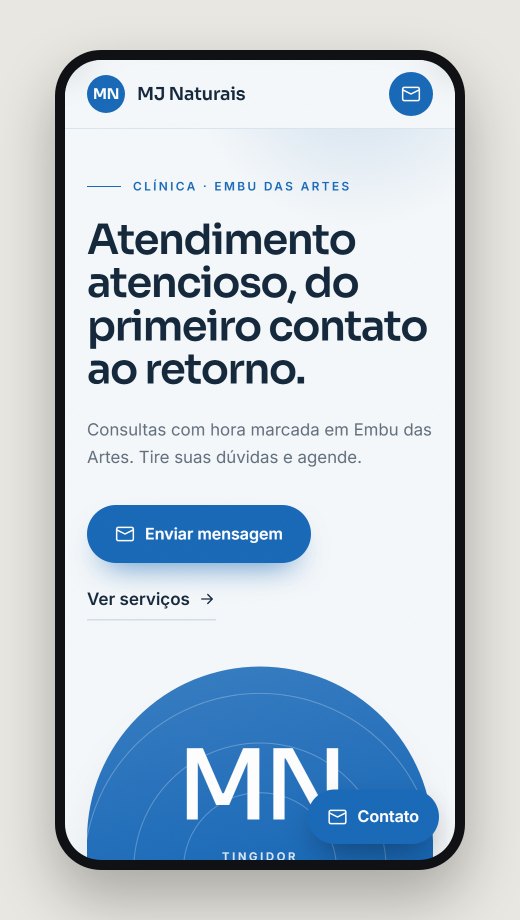 MN MJ Naturais
CLÍNICA · EMBU DAS ARTES
Atendimento
atencioso, do
primeiro contato
ao retorno.
Consultas com hora marcada em Embu das
Artes. Tire suas dúvidas e agende.
Enviar mensagem
Ver serviços →
MN
Contato
TINGIDOR